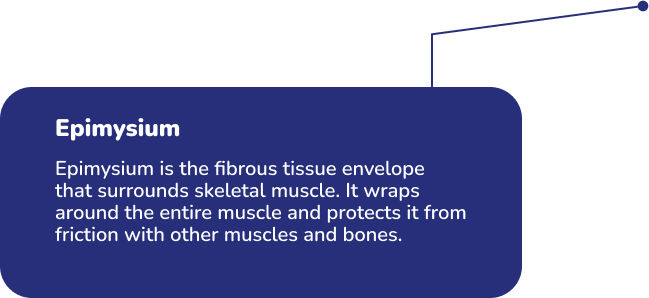 Epimysium
Epimysium is the fibrous tissue envelope
that surrounds skeletal muscle. It wraps
around the entire muscle and protects it from
friction with other muscles and bones.